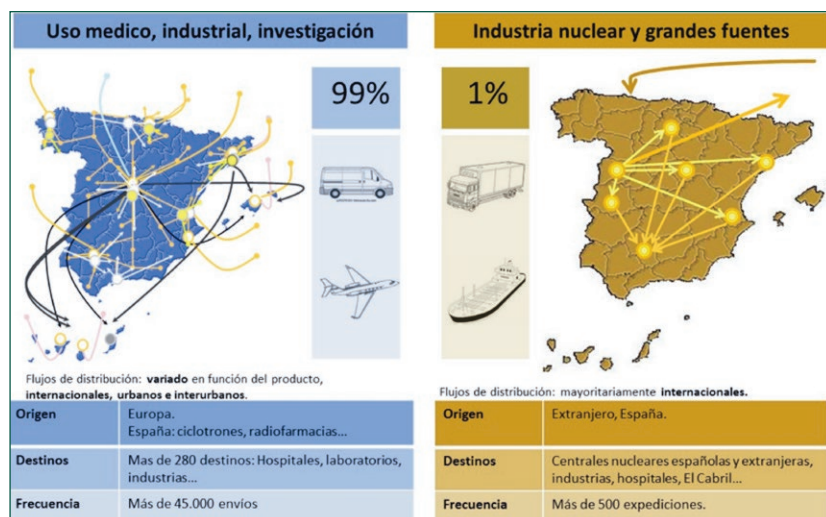 Uso medico, industrial, investigación
99%
Flujos de distribución: variado en función del producto,
internacionales, urbanos e interurbanos.
Origen
Europa.
España: ciclotrones, radiofarmacias...
Destinos
Mas de 280 destinos: Hospitales, laboratorios,
industrias...
Frecuencia
Más de 45.000 envíos
Industria nuclear y grandes fuentes
1%
Flujos de distribución: mayoritariamente internacionales.
Origen
Extranjero, España.
Destinos
Centrales nucleares españolas y extranjeras,
industrias, hospitales, El Cabril...
Frecuencia
Más de 500 expediciones.